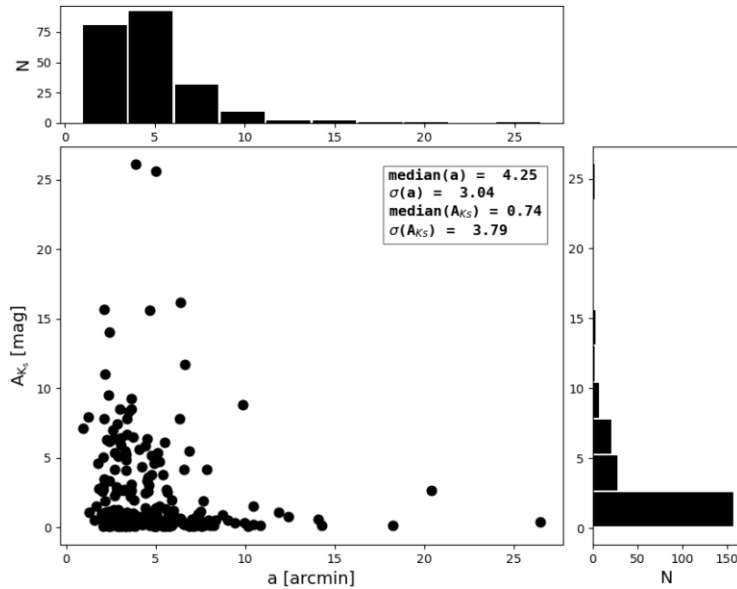 75
50
25
0
N
0 5 10 15 20 25
median(a) = 4.25
σ(a) = 3.04
median(A_Ks) = 0.74
σ(A_Ks) = 3.79
25
20
15
10
5
0
A_Ks [mag]
0 5 10 15 20 25
a [arcmin]
25
20
15
10
5
0
0 50 100 150
N